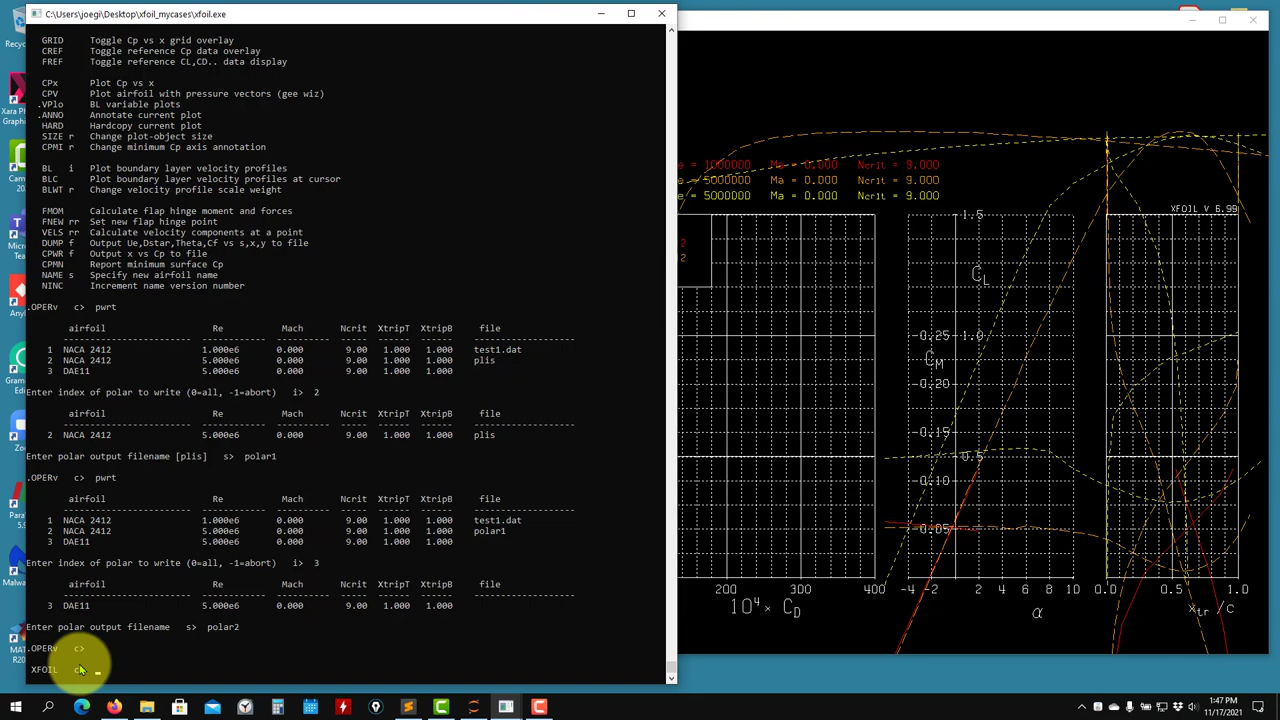 C:\Users\joegi\Desktop\xfoil_mycases\xfoil.exe
GRID Toggle Cp vs x grid overlay
CREF Toggle reference Cp data overlay
FREF Toggle reference CL,CD.. data display
CPx Plot Cp vs x
CPV Plot airfoil with pressure vectors (gee wiz)
.VPlo BL variable plots
.ANNO Annotate current plot
HARD Hardcopy current plot
SIZE r Change plot-object size
CPMI r Change minimum Cp axis annotation
BL i Plot boundary layer velocity profiles
BLC Plot boundary layer velocity profiles at cursor
BLWT r Change velocity profile scale weight
FMOM Calculate flap hinge moment and forces
FNEW rr Set new flap hinge point
VELS rr Calculate velocity components at a point
DUMP f Output Ue,Dstar,Theta,Cf vs s,x,y to file
CPWR f Output x vs Cp to file
CPMN Report minimum surface Cp
NAME s Specify new airfoil name
NINC Increment name version number
.OPERv c> pwrt
airfoil Re Mach Ncrit XtripT XtripB file
1 NACA 2412 1.000e6 0.000 9.00 1.000 1.000 test1.dat
2 NACA 2412 5.000e6 0.000 9.00 1.000 1.000 plis
3 DAE11 5.000e6 0.000 9.00 1.000 1.000
Enter index of polar to write (0=all, -1=abort) i> 2
airfoil Re Mach Ncrit XtripT XtripB file
2 NACA 2412 5.000e6 0.000 9.00 1.000 1.000 plis
Enter polar output filename [plis] s> polar1
.OPERv c> pwrt
airfoil Re Mach Ncrit XtripT XtripB file
1 NACA 2412 1.000e6 0.000 9.00 1.000 1.000 test1.dat
2 NACA 2412 5.000e6 0.000 9.00 1.000 1.000 polar1
3 DAE11 5.000e6 0.000 9.00 1.000 1.000
Enter index of polar to write (0=all, -1=abort) i> 3
airfoil Re Mach Ncrit XtripT XtripB file
3 DAE11 5.000e6 0.000 9.00 1.000 1.000
Enter polar output filename s> polar2
.OPERv c>
XFOIL c>
e = 1000000 Ma = 0.000 Ncrit = 9.000
e = 5000000 Ma = 0.000 Ncrit = 9.000
e = 5000000 Ma = 0.000 Ncrit = 9.000
XFOIL V 6.99
2
2
1.5
CL
-0.25 1.0
CM
-0.20
-0.15
0.5
-0.10
-0.05
200 300 400
10⁴× CD
-4 -2 2 4 6 8 10
α
0.0 0.5 1.0
xtr/c
1:47 PM
11/17/2021